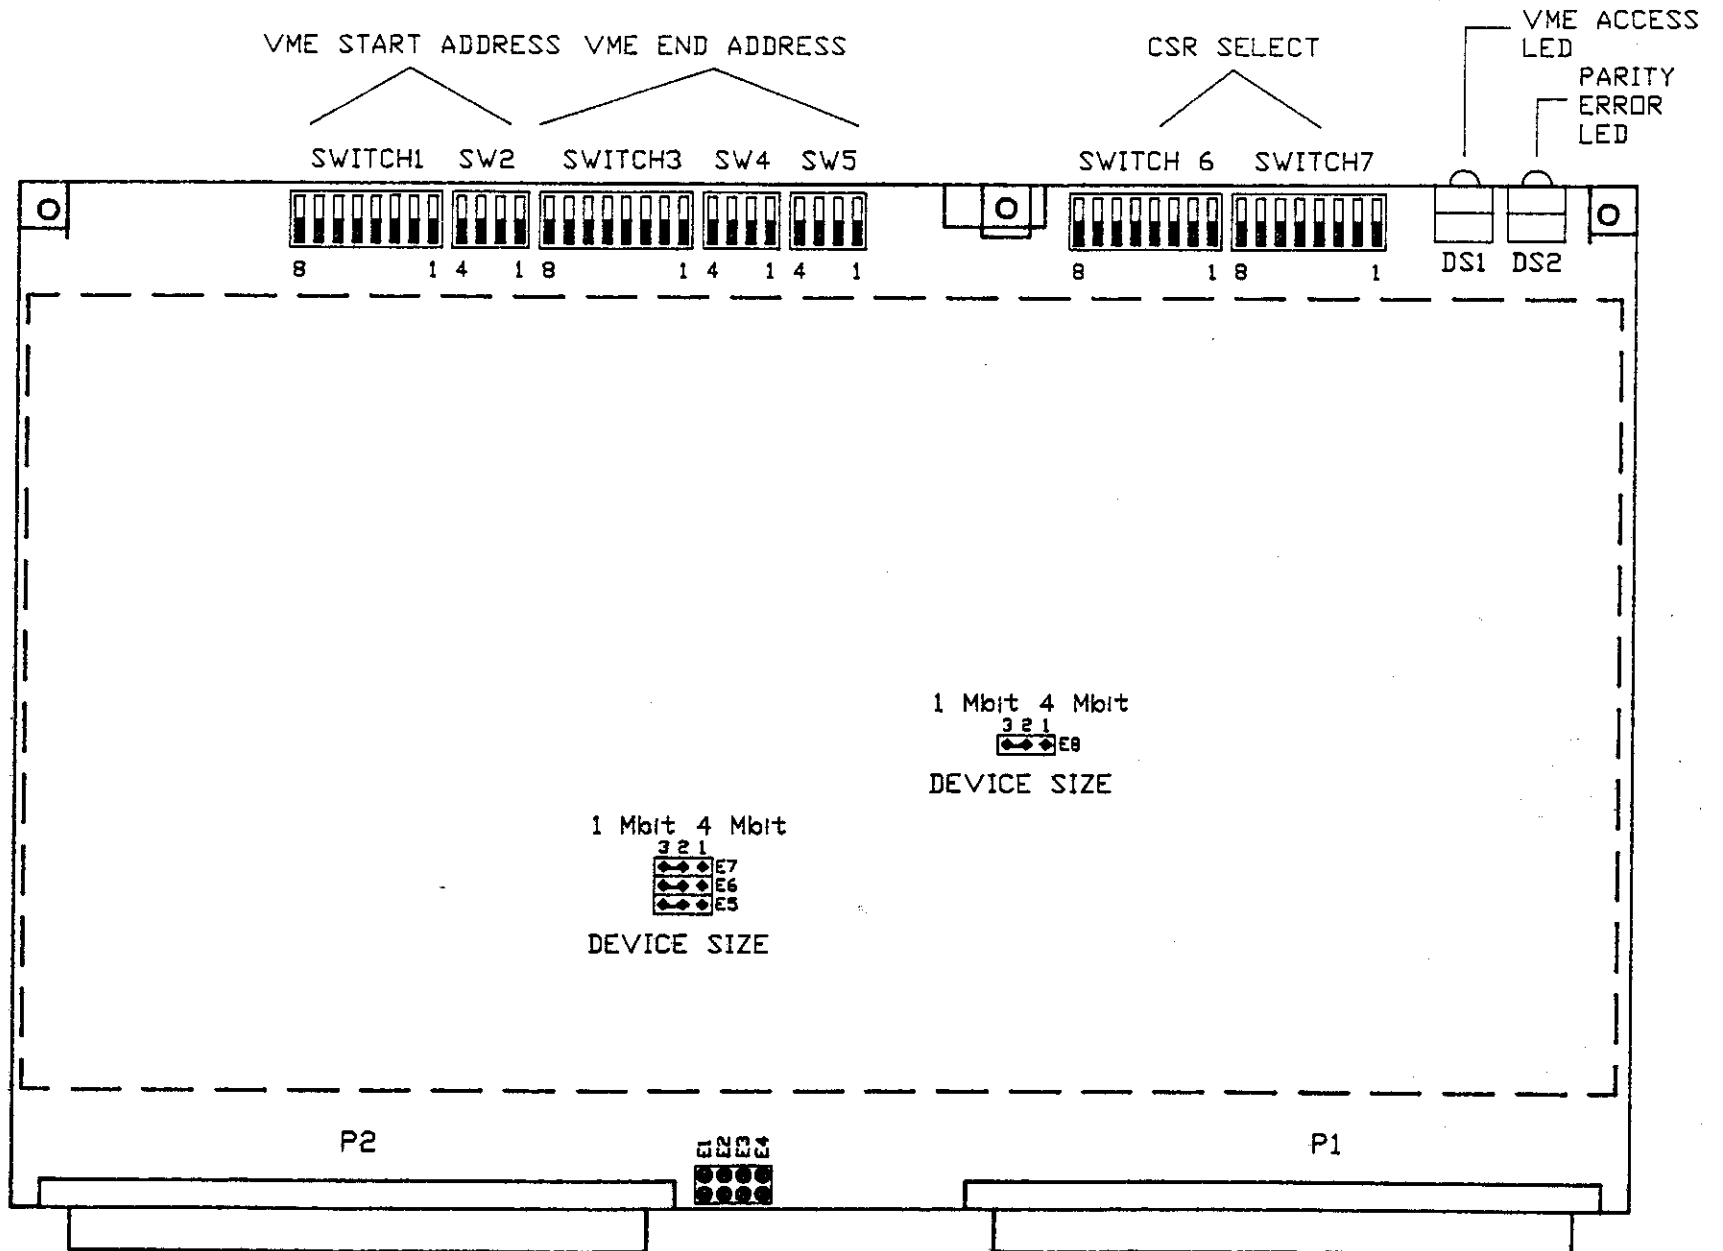 VME START ADDRESS VME END ADDRESS CSR SELECT
VME ACCESS
LED
PARITY
ERROR
LED
SWITCH1 SW2 SWITCH3 SW4 SW5 SWITCH 6 SWITCH7
8 1 4 1 8 1 4 1 4 1 8 1 8 1
DS1 DS2
1 Mbit 4 Mbit
3 2 1
E8
DEVICE SIZE
1 Mbit 4 Mbit
3 2 1
E7
E6
E5
DEVICE SIZE
P2
E1 E2 E3 E4
P1